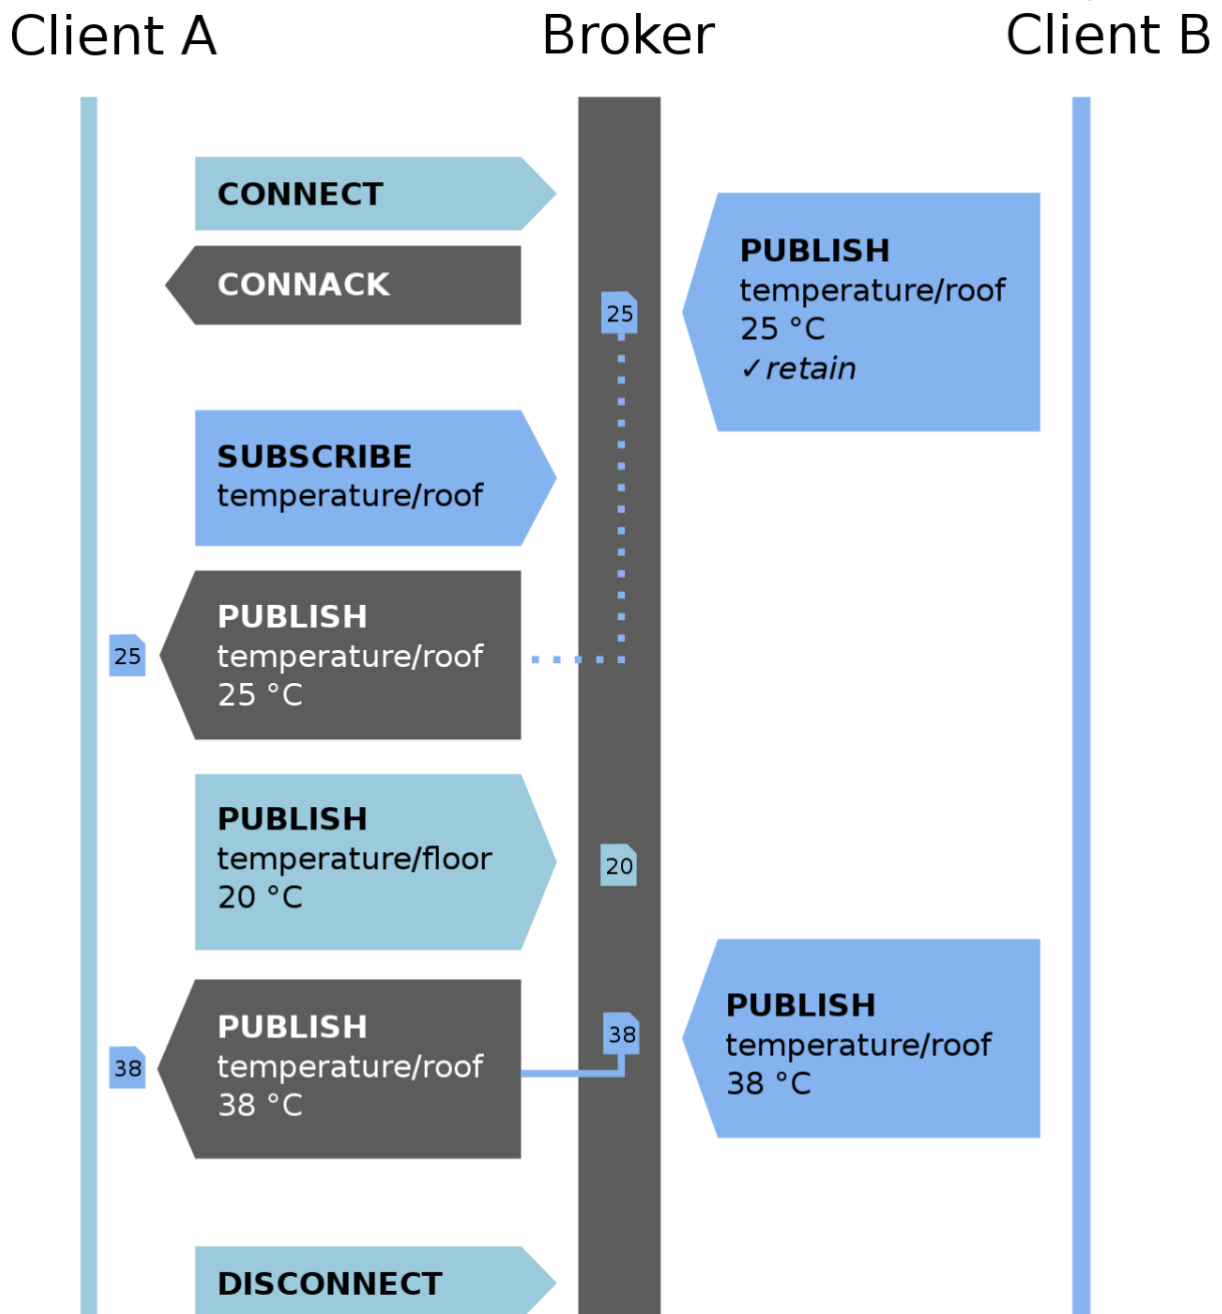 Client A
Broker
Client B
CONNECT
CONNACK
PUBLISH
temperature/roof
25 °C
✓retain
25
SUBSCRIBE
temperature/roof
PUBLISH
temperature/roof
25 °C
25
PUBLISH
temperature/floor
20 °C
20
PUBLISH
temperature/roof
38 °C
38
PUBLISH
temperature/roof
38 °C
38
DISCONNECT